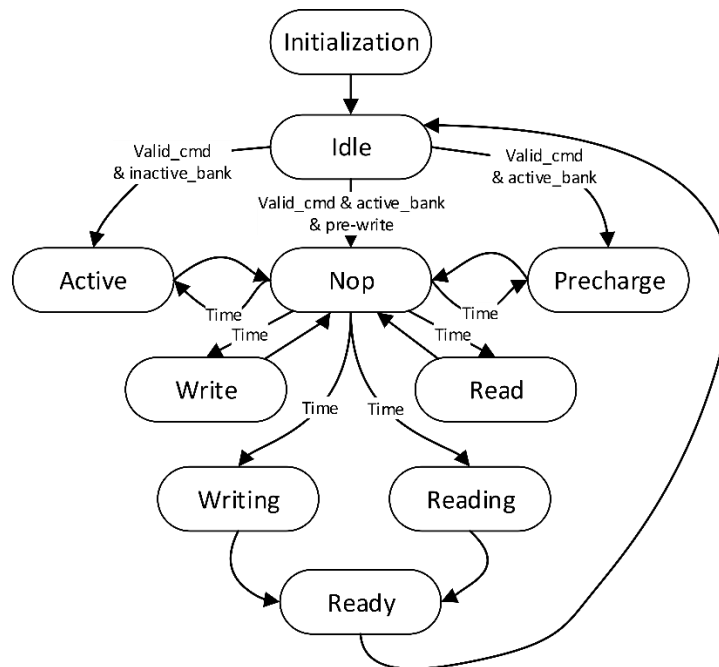 Initialization
Idle
Valid_cmd
& inactive_bank
Valid_cmd & active_bank
& pre-write
Valid_cmd
& active_bank
Active
Nop
Precharge
Time
Time
Time
Time
Write
Read
Time
Time
Writing
Reading
Ready